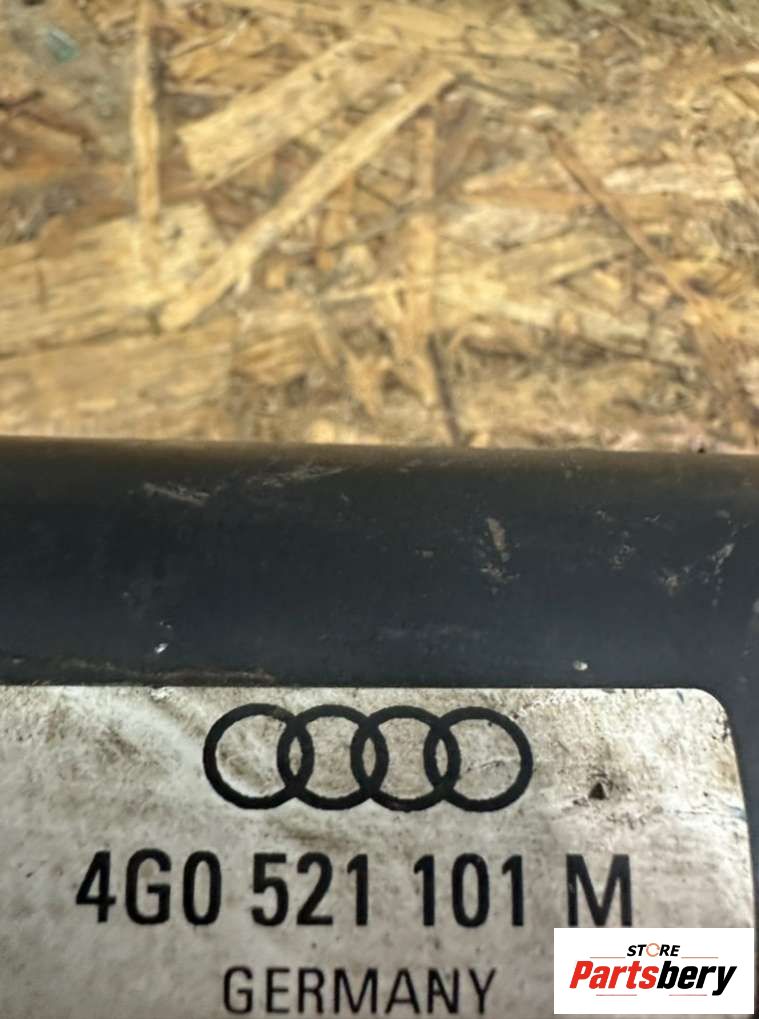 4G0 521 101 M
GERMANY
STORE
Partsbery